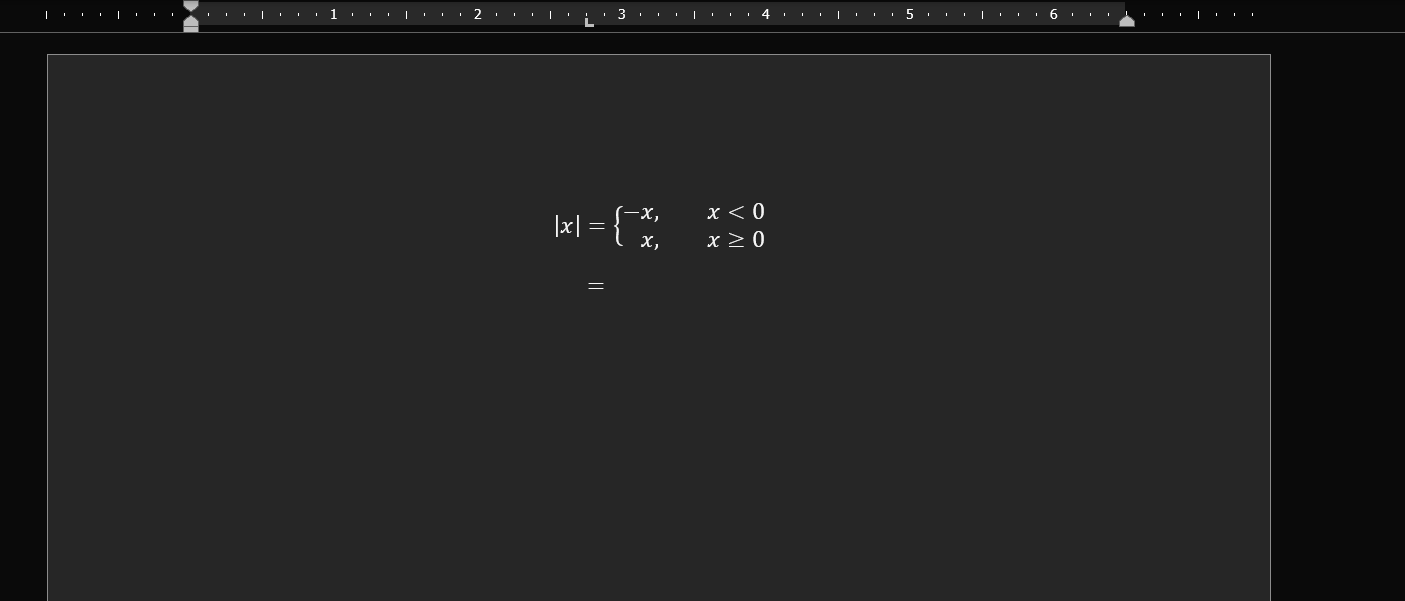 1 2 3 4 5 6
|x| = {−x, x < 0
x, x ≥ 0
=